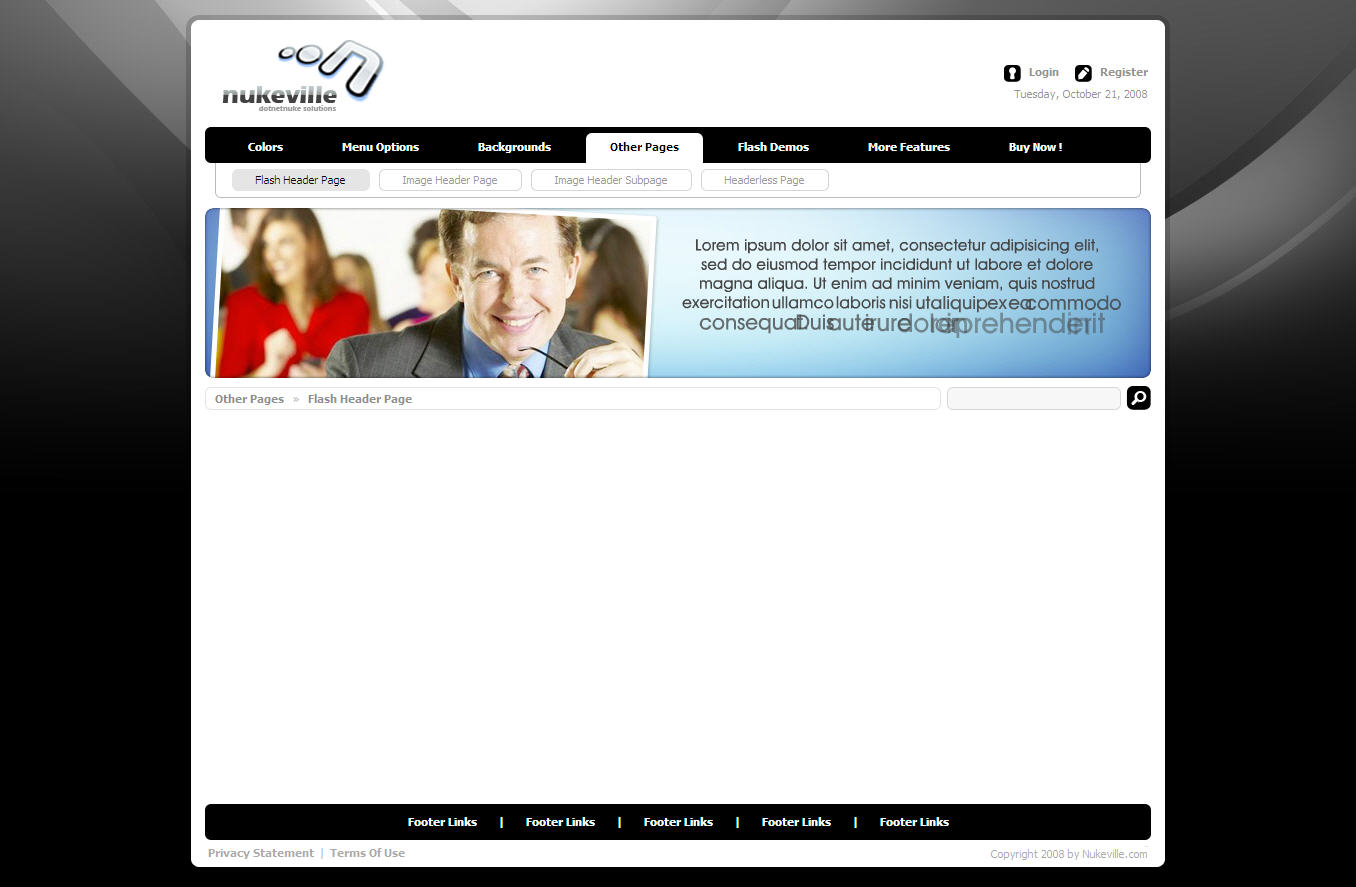 nukeville
dotnetnuke solutions
Login Register
Tuesday, October 21, 2008
Colors Menu Options Backgrounds Other Pages Flash Demos More Features Buy Now !
Flash Header Page Image Header Page Image Header Subpage Headerless Page
Lorem ipsum dolor sit amet, consectetur adipisicing elit,
sed do eiusmod tempor incididunt ut labore et dolore
magna aliqua. Ut enim ad minim veniam, quis nostrud
exercitation ullamco laboris nisi ut aliquip ex ea commodo
consequat Duis aute irure dolor in reprehenderit in
Other Pages » Flash Header Page
Footer Links | Footer Links | Footer Links | Footer Links | Footer Links
Privacy Statement | Terms Of Use
Copyright 2008 by Nukeville.com